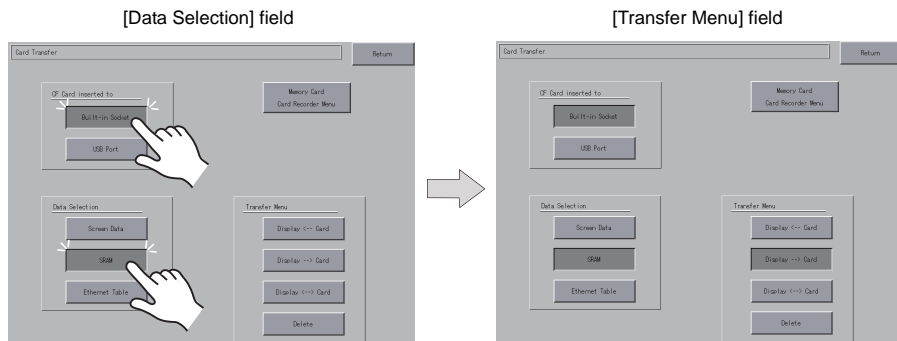 [Data Selection] field
[Transfer Menu] field
Card Transfer
Return
CF Card inserted to
Built-in Socket
USB Port
Memory Card
Card Recorder Menu
Data Selection
Screen Data
SRAM
Ethernet Table
Transfer Menu
Display <-- Card
Display --> Card
Display <--> Card
Delete
Card Transfer
Return
CF Card inserted to
Built-in Socket
USB Port
Memory Card
Card Recorder Menu
Data Selection
Screen Data
SRAM
Ethernet Table
Transfer Menu
Display <-- Card
Display --> Card
Display <--> Card
Delete